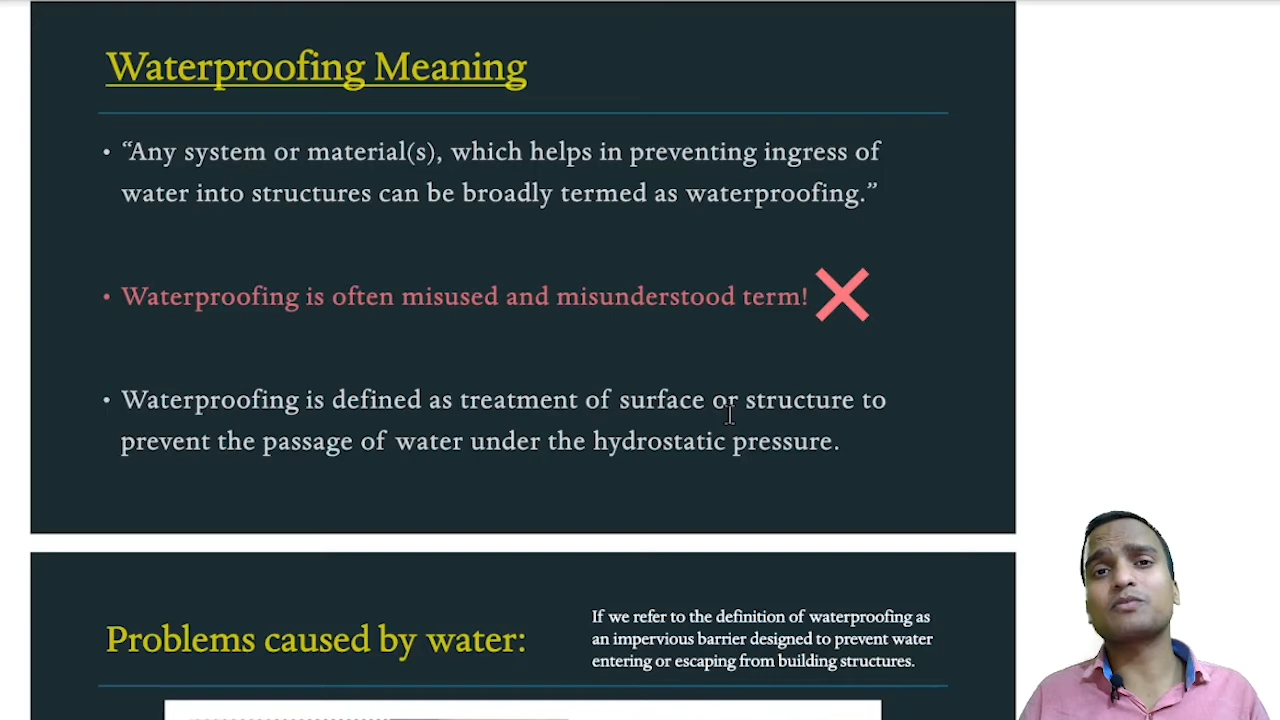 Waterproofing Meaning
• “Any system or material(s), which helps in preventing ingress of
water into structures can be broadly termed as waterproofing.”
• Waterproofing is often misused and misunderstood term!
• Waterproofing is defined as treatment of surface or structure to
prevent the passage of water under the hydrostatic pressure.
Problems caused by water:
If we refer to the definition of waterproofing as
an impervious barrier designed to prevent water
entering or escaping from building structures.